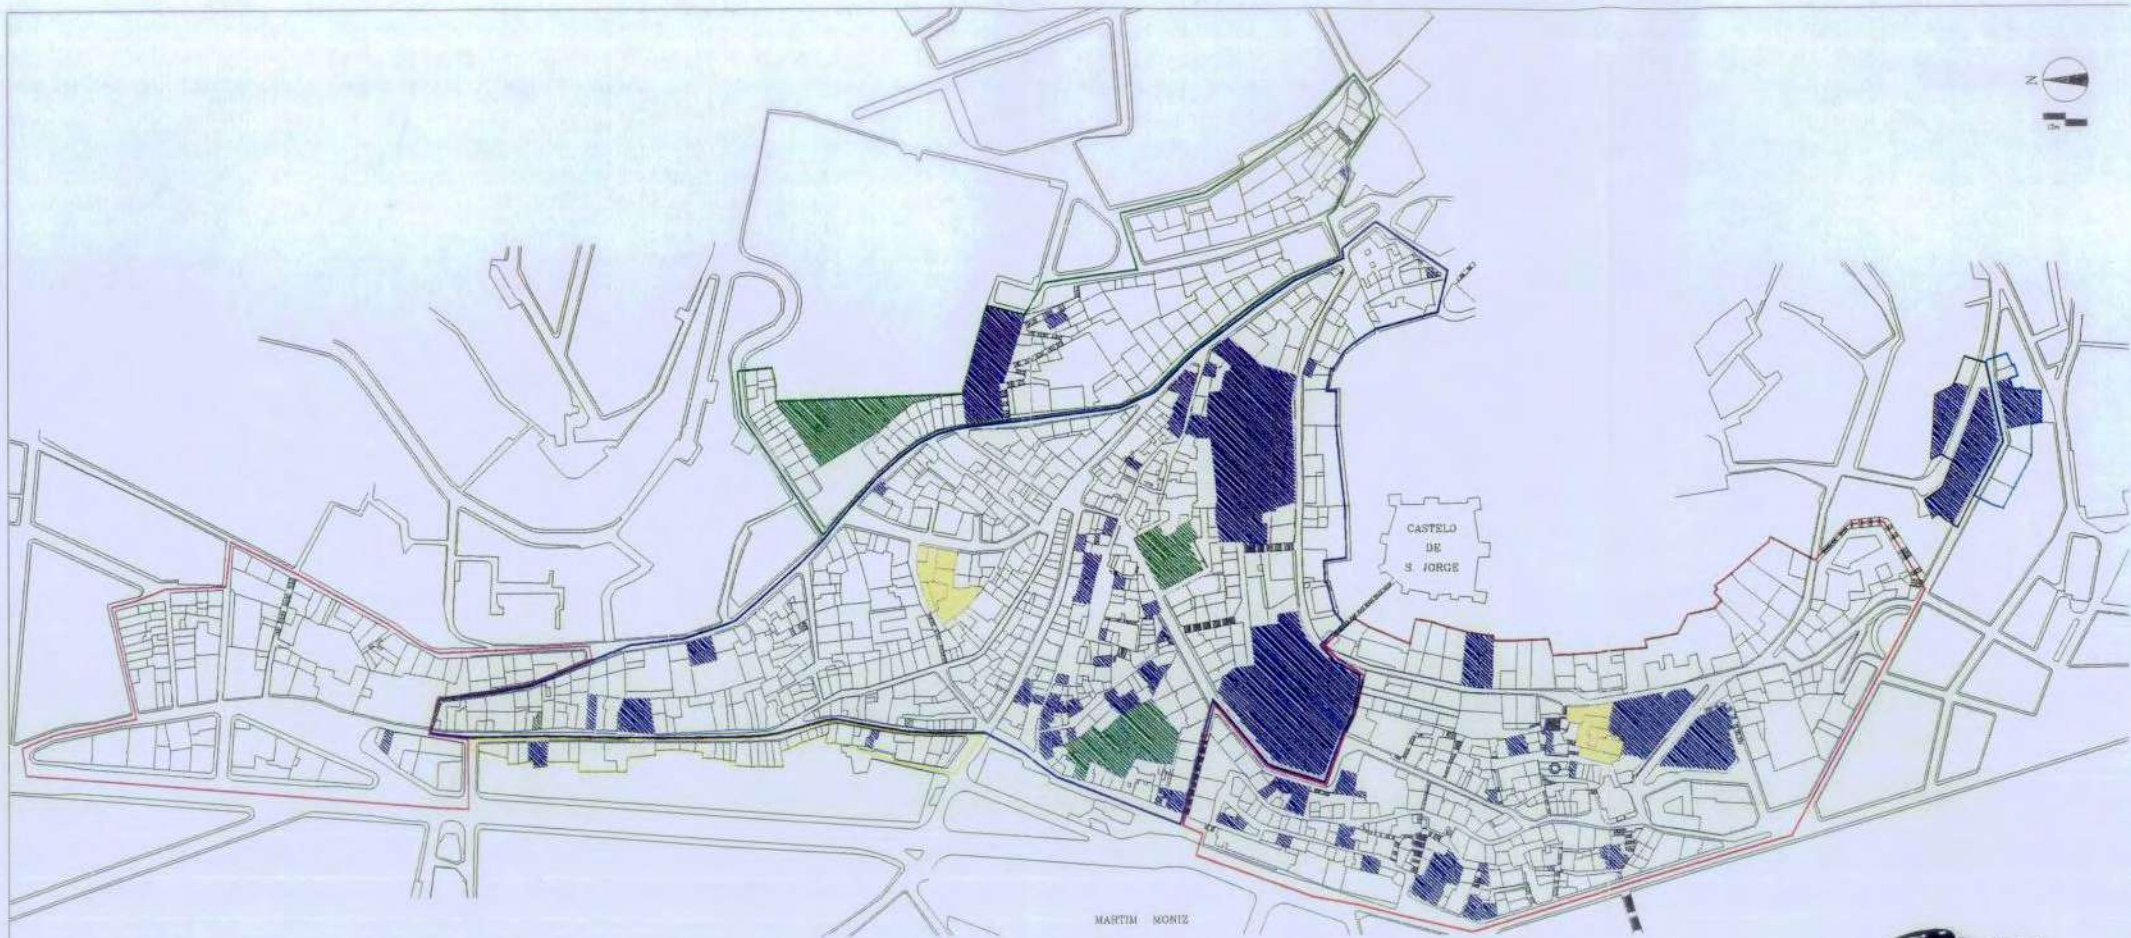 N
CASTELO
DE
S. JORGE
MARTIM MONIZ